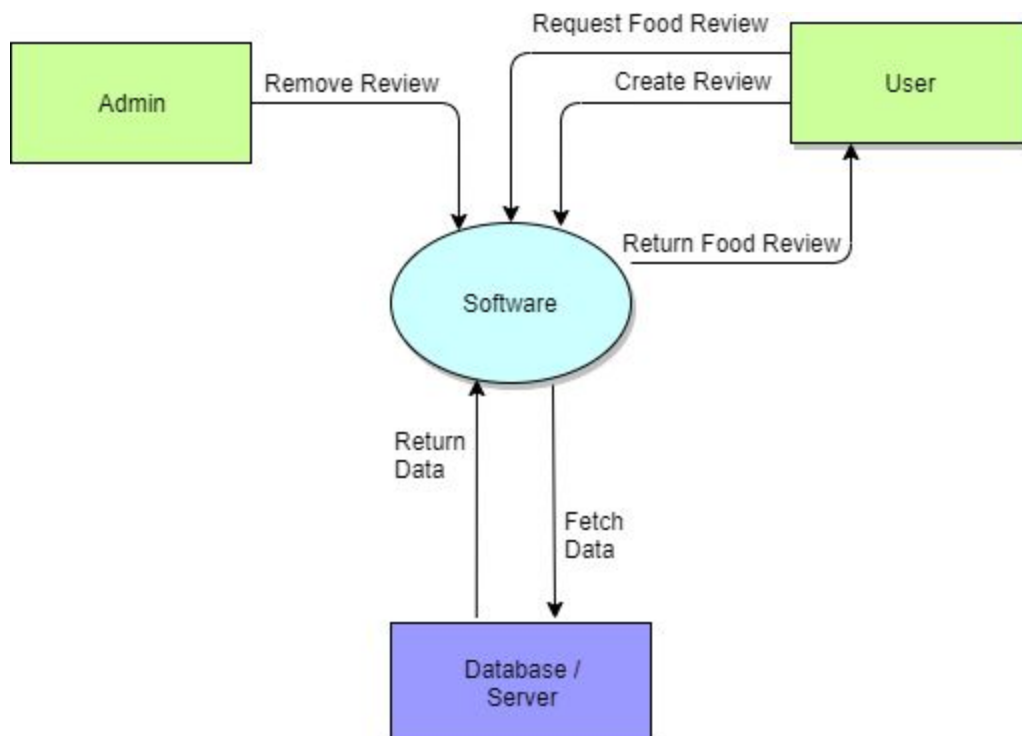 Request Food Review
Admin
Remove Review
Create Review
User
Return Food Review
Software
Return
Data
Fetch
Data
Database /
Server